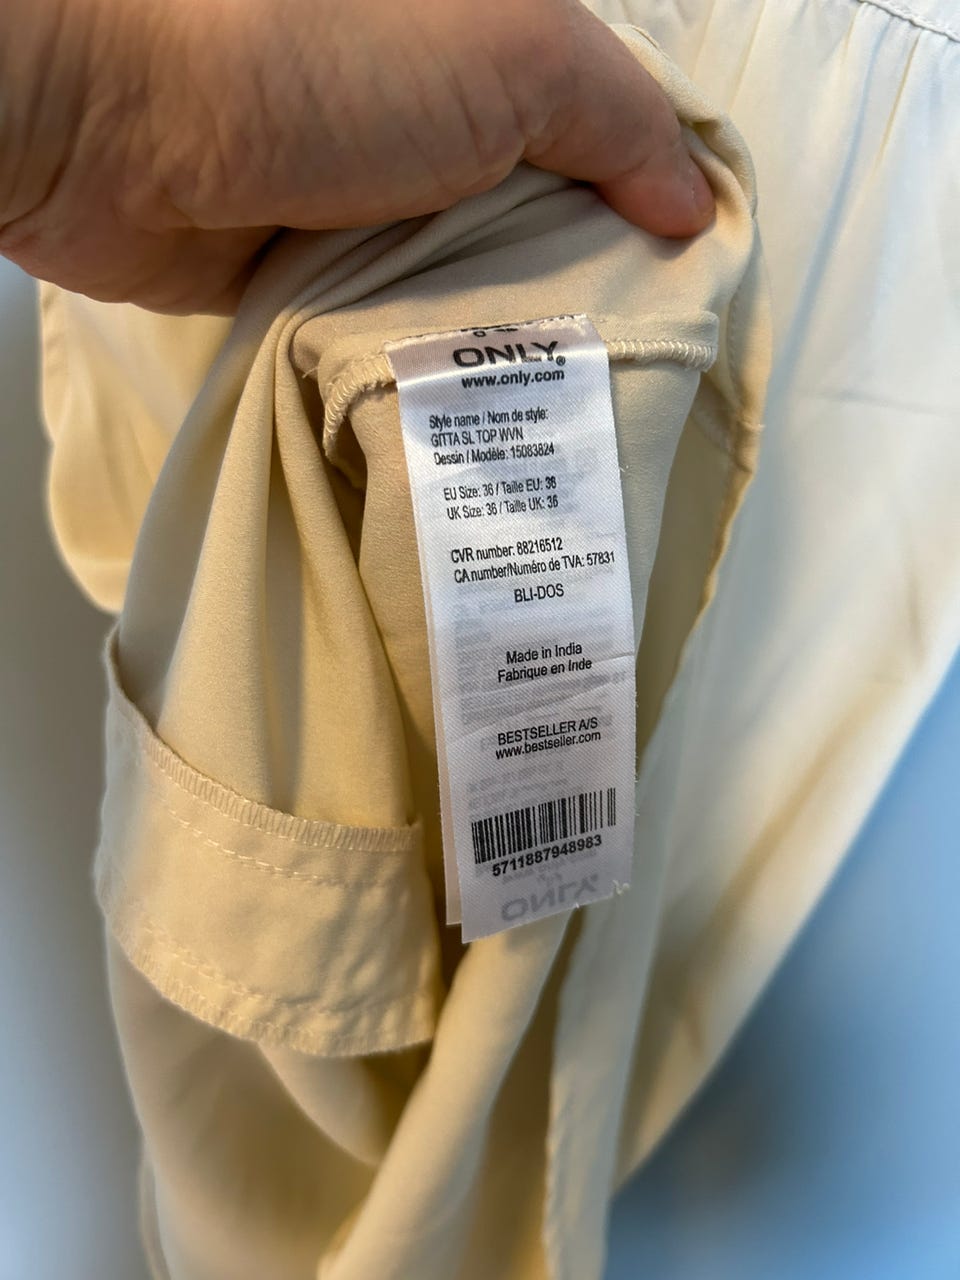 ONLY®
www.only.com
Style name / Nom de style:
GITTA SL TOP WVN
Dessin / Modèle: 15083824
EU Size: 36 / Taille EU: 36
UK Size: 36 / Taille UK: 36
CVR number: 88216512
CA number/Numéro de TVA: 57831
BLI-DOS
Made in India
Fabrique en Inde
BESTSELLER A/S
www.bestseller.com
5711887948983
ONLY